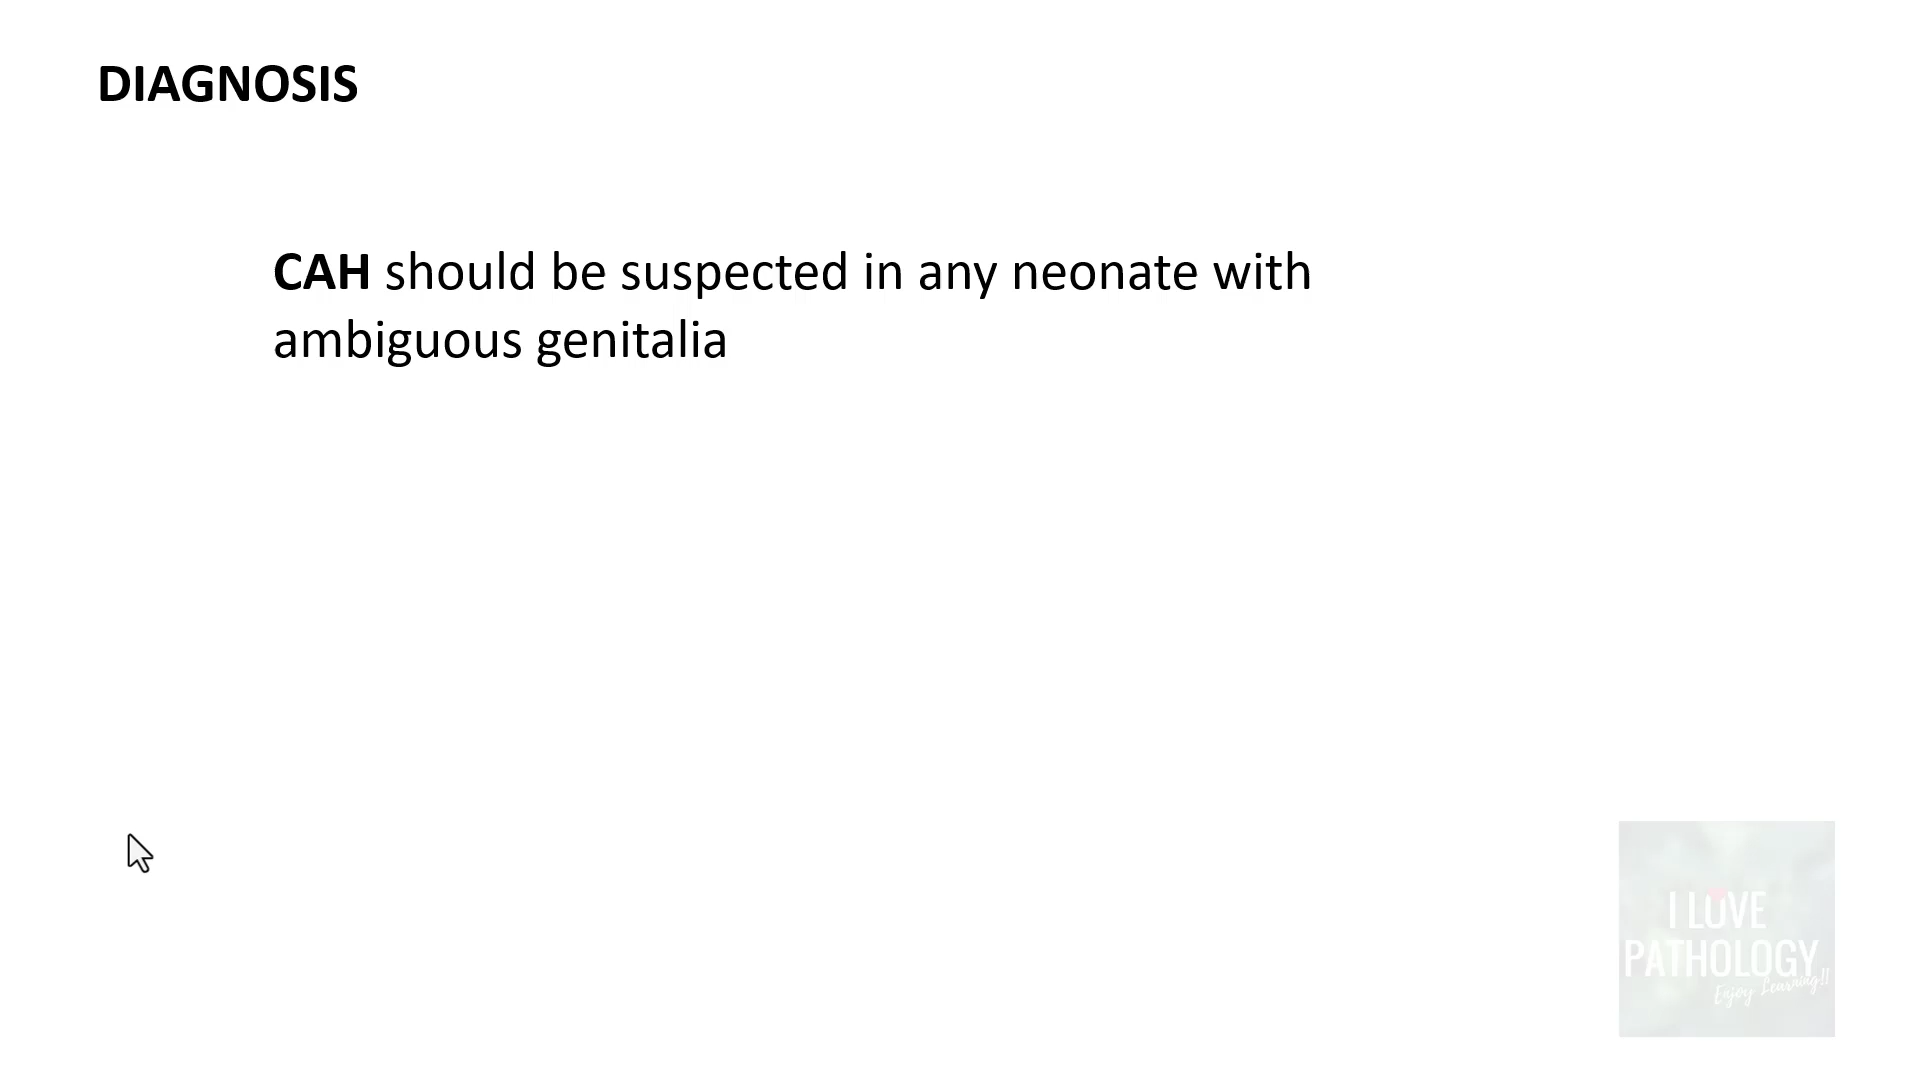 DIAGNOSIS
CAH should be suspected in any neonate with
ambiguous genitalia
I LOVE
PATHOLOGY
Enjoy Learning!!